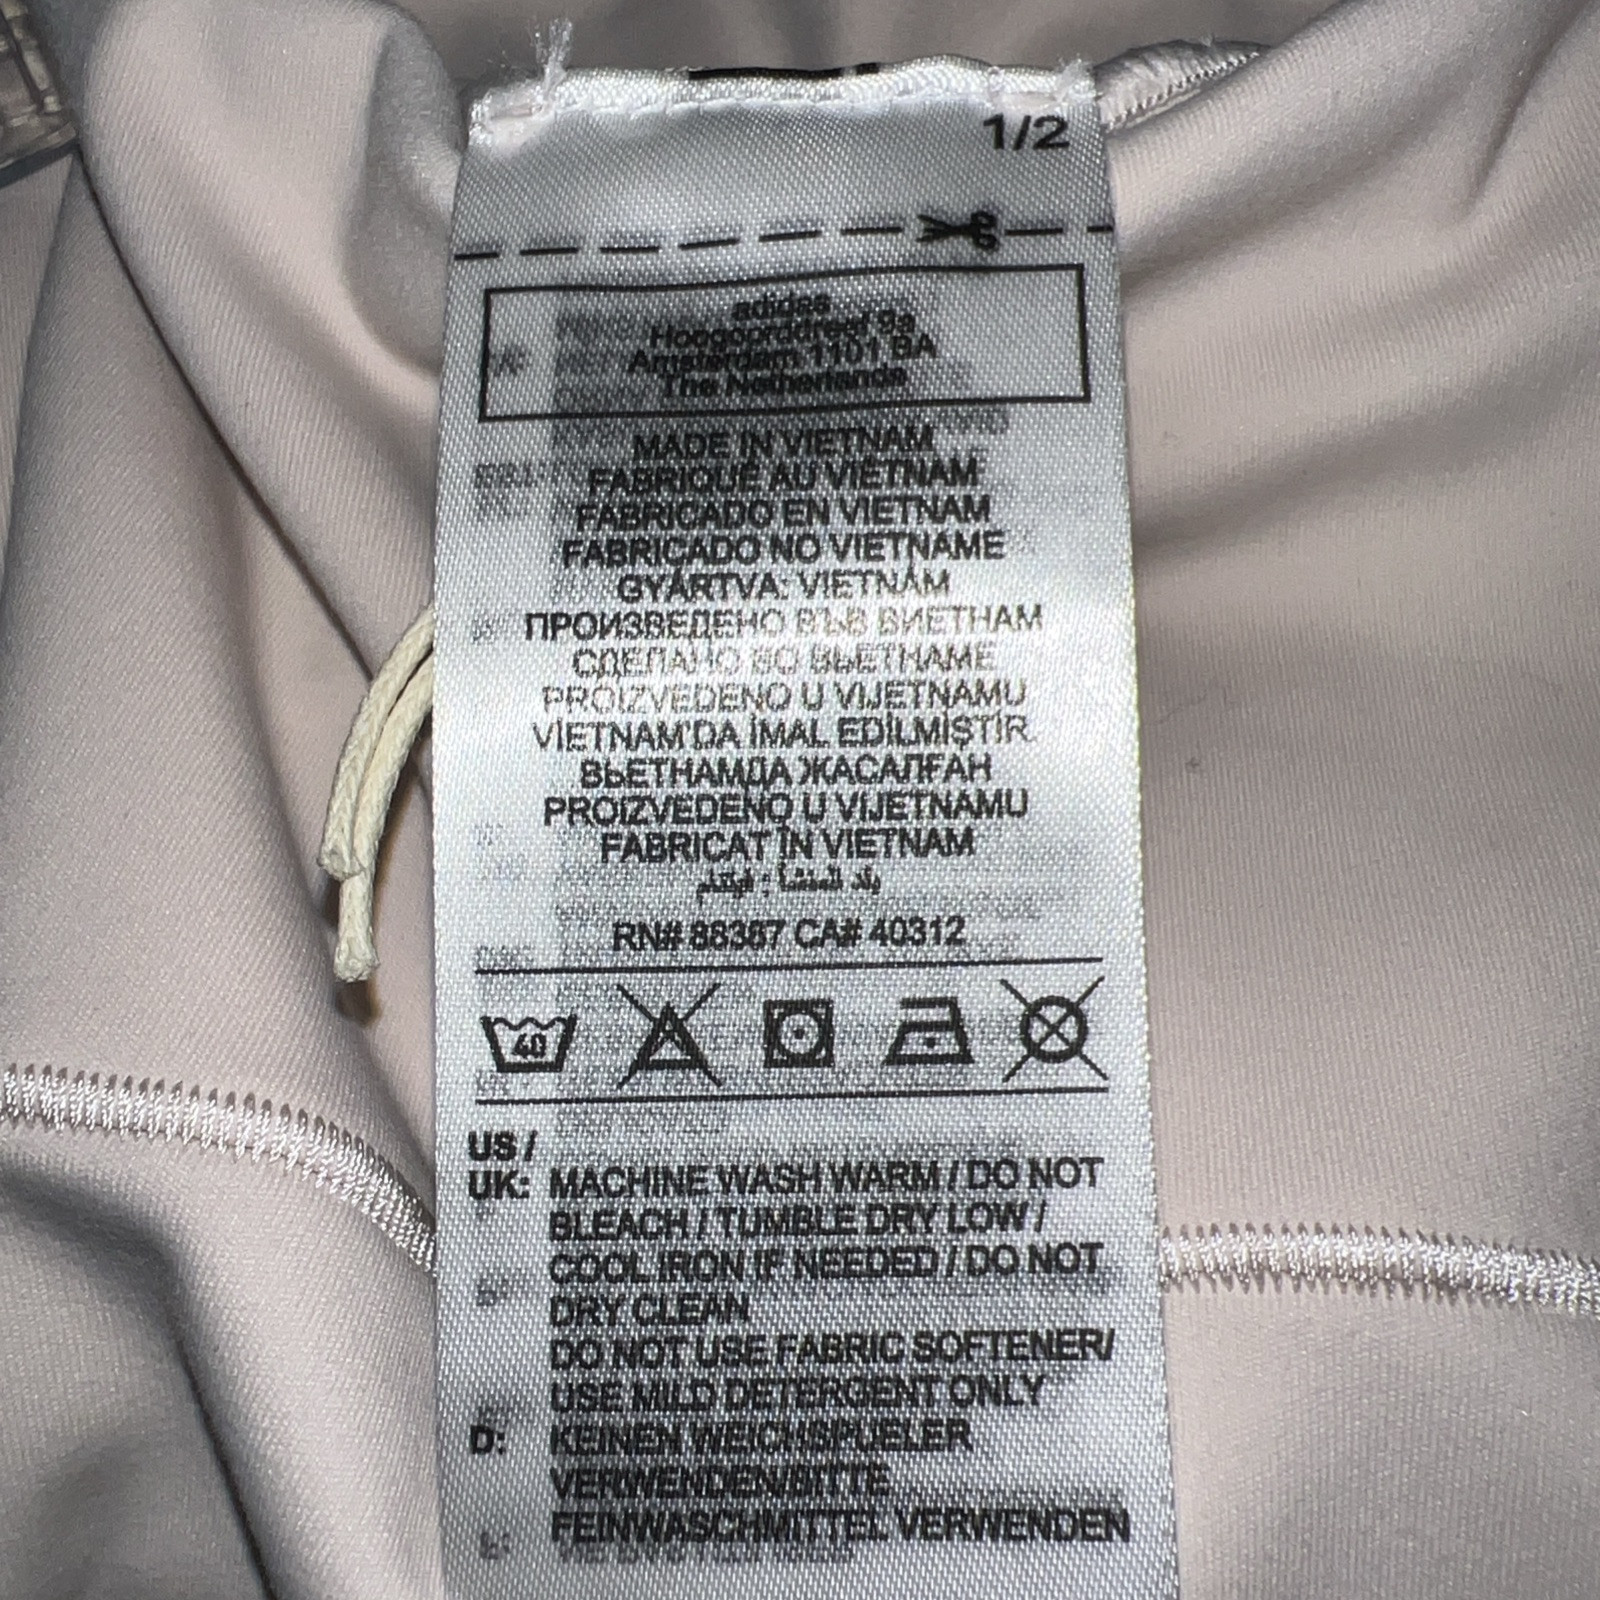 1/2
adidas
Hoogoorddreef 9a
Amsterdam 1101 BA
The Netherlands
MADE IN VIETNAM
FABRIQUÉ AU VIETNAM
FABRICADO EN VIETNAM
FABRICADO NO VIETNAME
GYÁRTVA: VIETNÁM
ПРОИЗВЕДЕНО ВЪВ ВИЕТНАМ
СДЕЛАНО ВО ВЬЕТНАМЕ
PROIZVEDENO U VIJETNAMU
VİETNAM'DA İMAL EDİLMİŞTİR.
ВЬЕТНАМДА ЖАСАЛҒАН
PROIZVEDENO U VIJETNAMU
FABRICAT ÎN VIETNAM
بلد المنشأ : فيتنام
RN# 88387 CA# 40312
40
US /
UK: MACHINE WASH WARM / DO NOT
BLEACH / TUMBLE DRY LOW /
COOL IRON IF NEEDED / DO NOT
DRY CLEAN
DO NOT USE FABRIC SOFTENER/
USE MILD DETERGENT ONLY
D: KEINEN WEICHSPUELER
VERWENDEN/BITTE
FEINWASCHMITTEL VERWENDEN